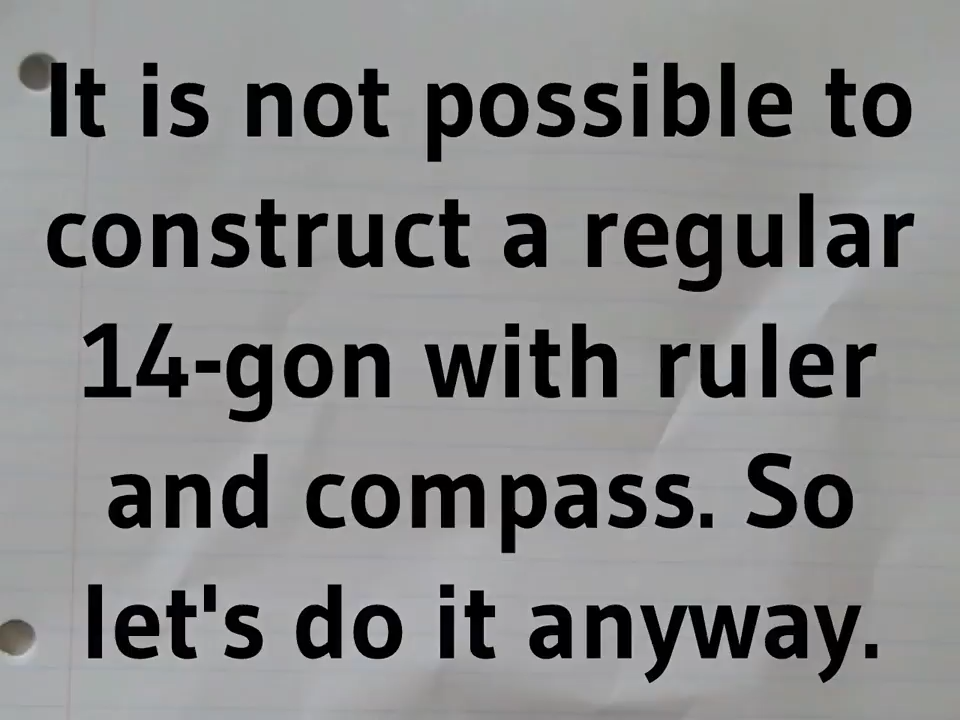 It is not possible to
construct a regular
14-gon with ruler
and compass. So
let's do it anyway.